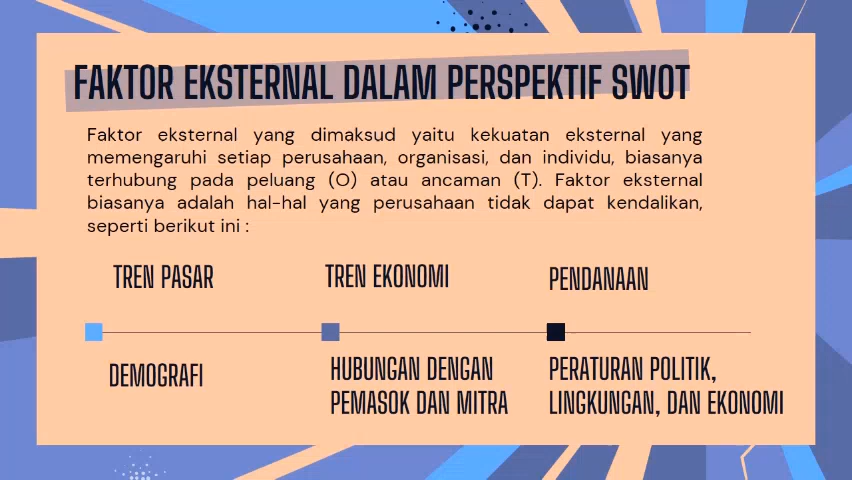 FAKTOR EKSTERNAL DALAM PERSPEKTIF SWOT
Faktor eksternal yang dimaksud yaitu kekuatan eksternal yang
memengaruhi setiap perusahaan, organisasi, dan individu, biasanya
terhubung pada peluang (O) atau ancaman (T). Faktor eksternal
biasanya adalah hal-hal yang perusahaan tidak dapat kendalikan,
seperti berikut ini :
TREN PASAR
TREN EKONOMI
PENDANAAN
DEMOGRAFI
HUBUNGAN DENGAN
PEMASOK DAN MITRA
PERATURAN POLITIK,
LINGKUNGAN, DAN EKONOMI